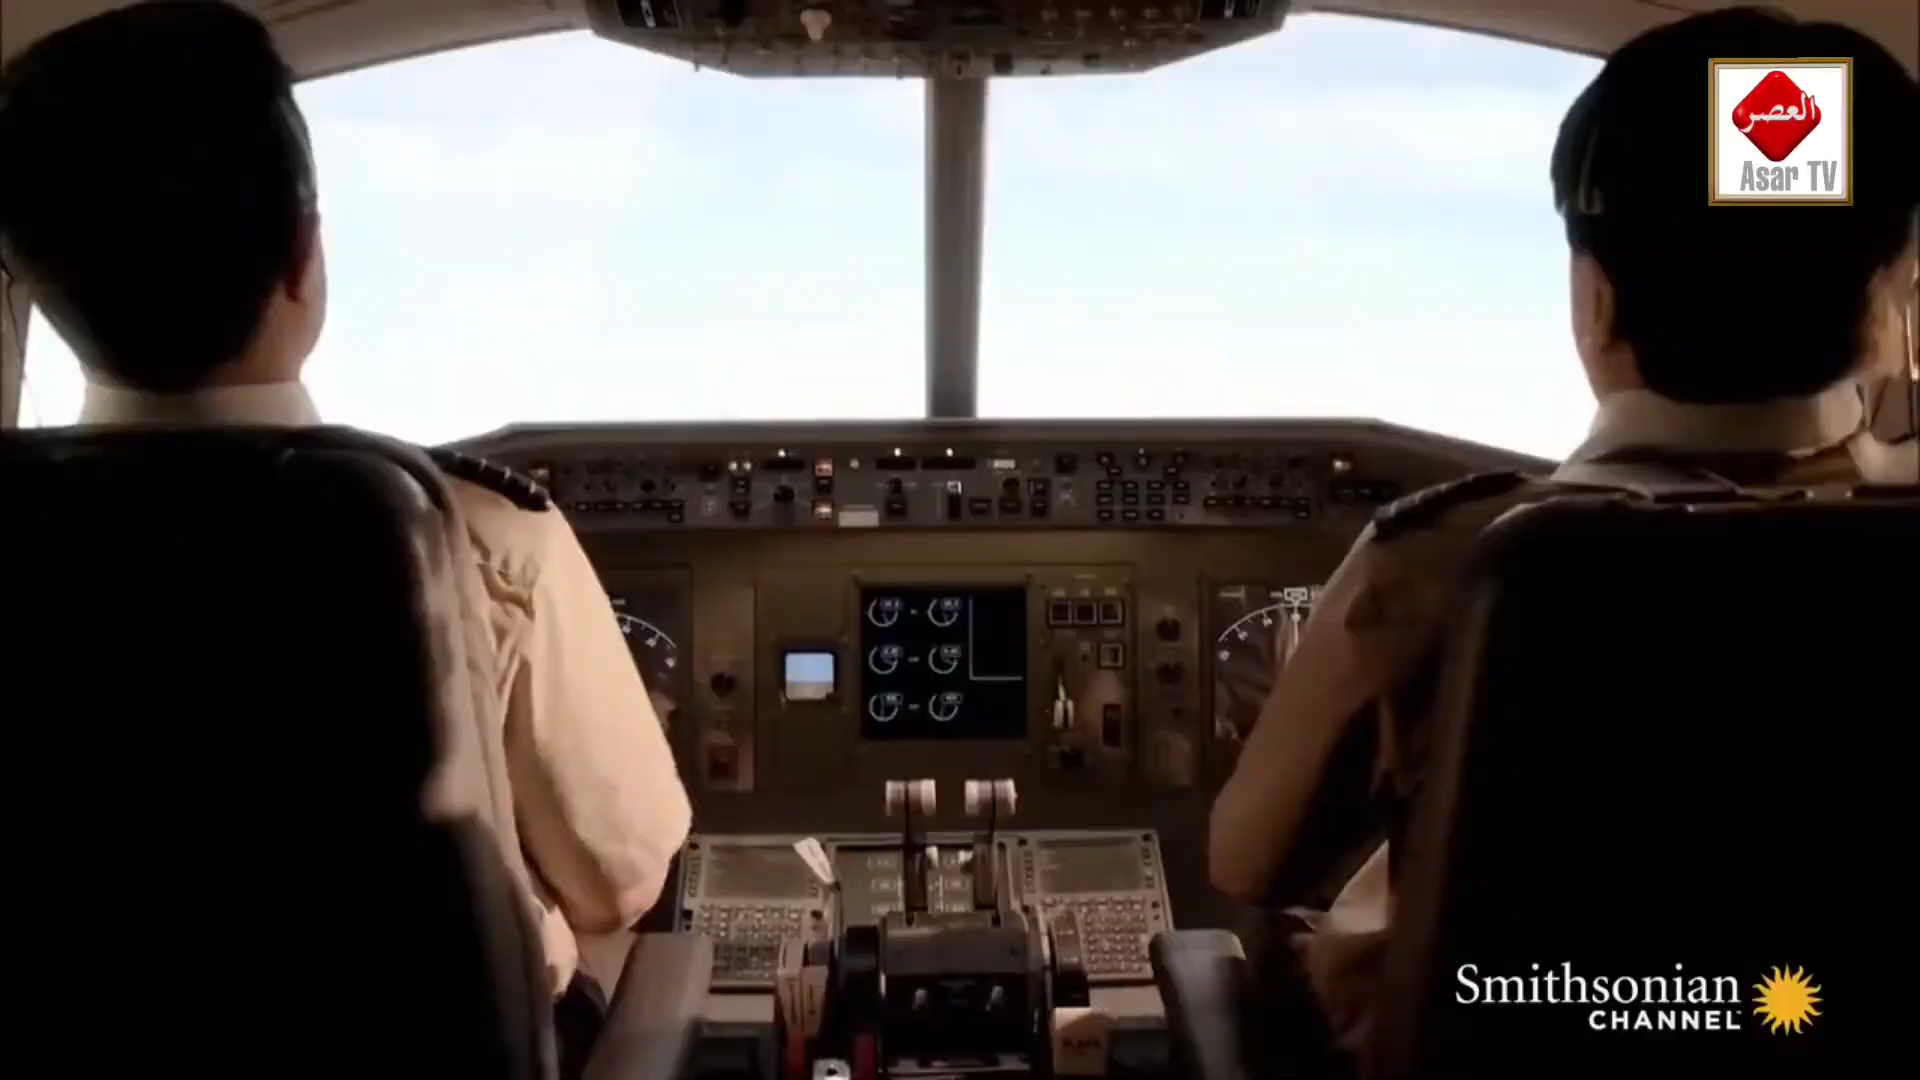 العصر
Asar TV
Smithsonian
CHANNEL